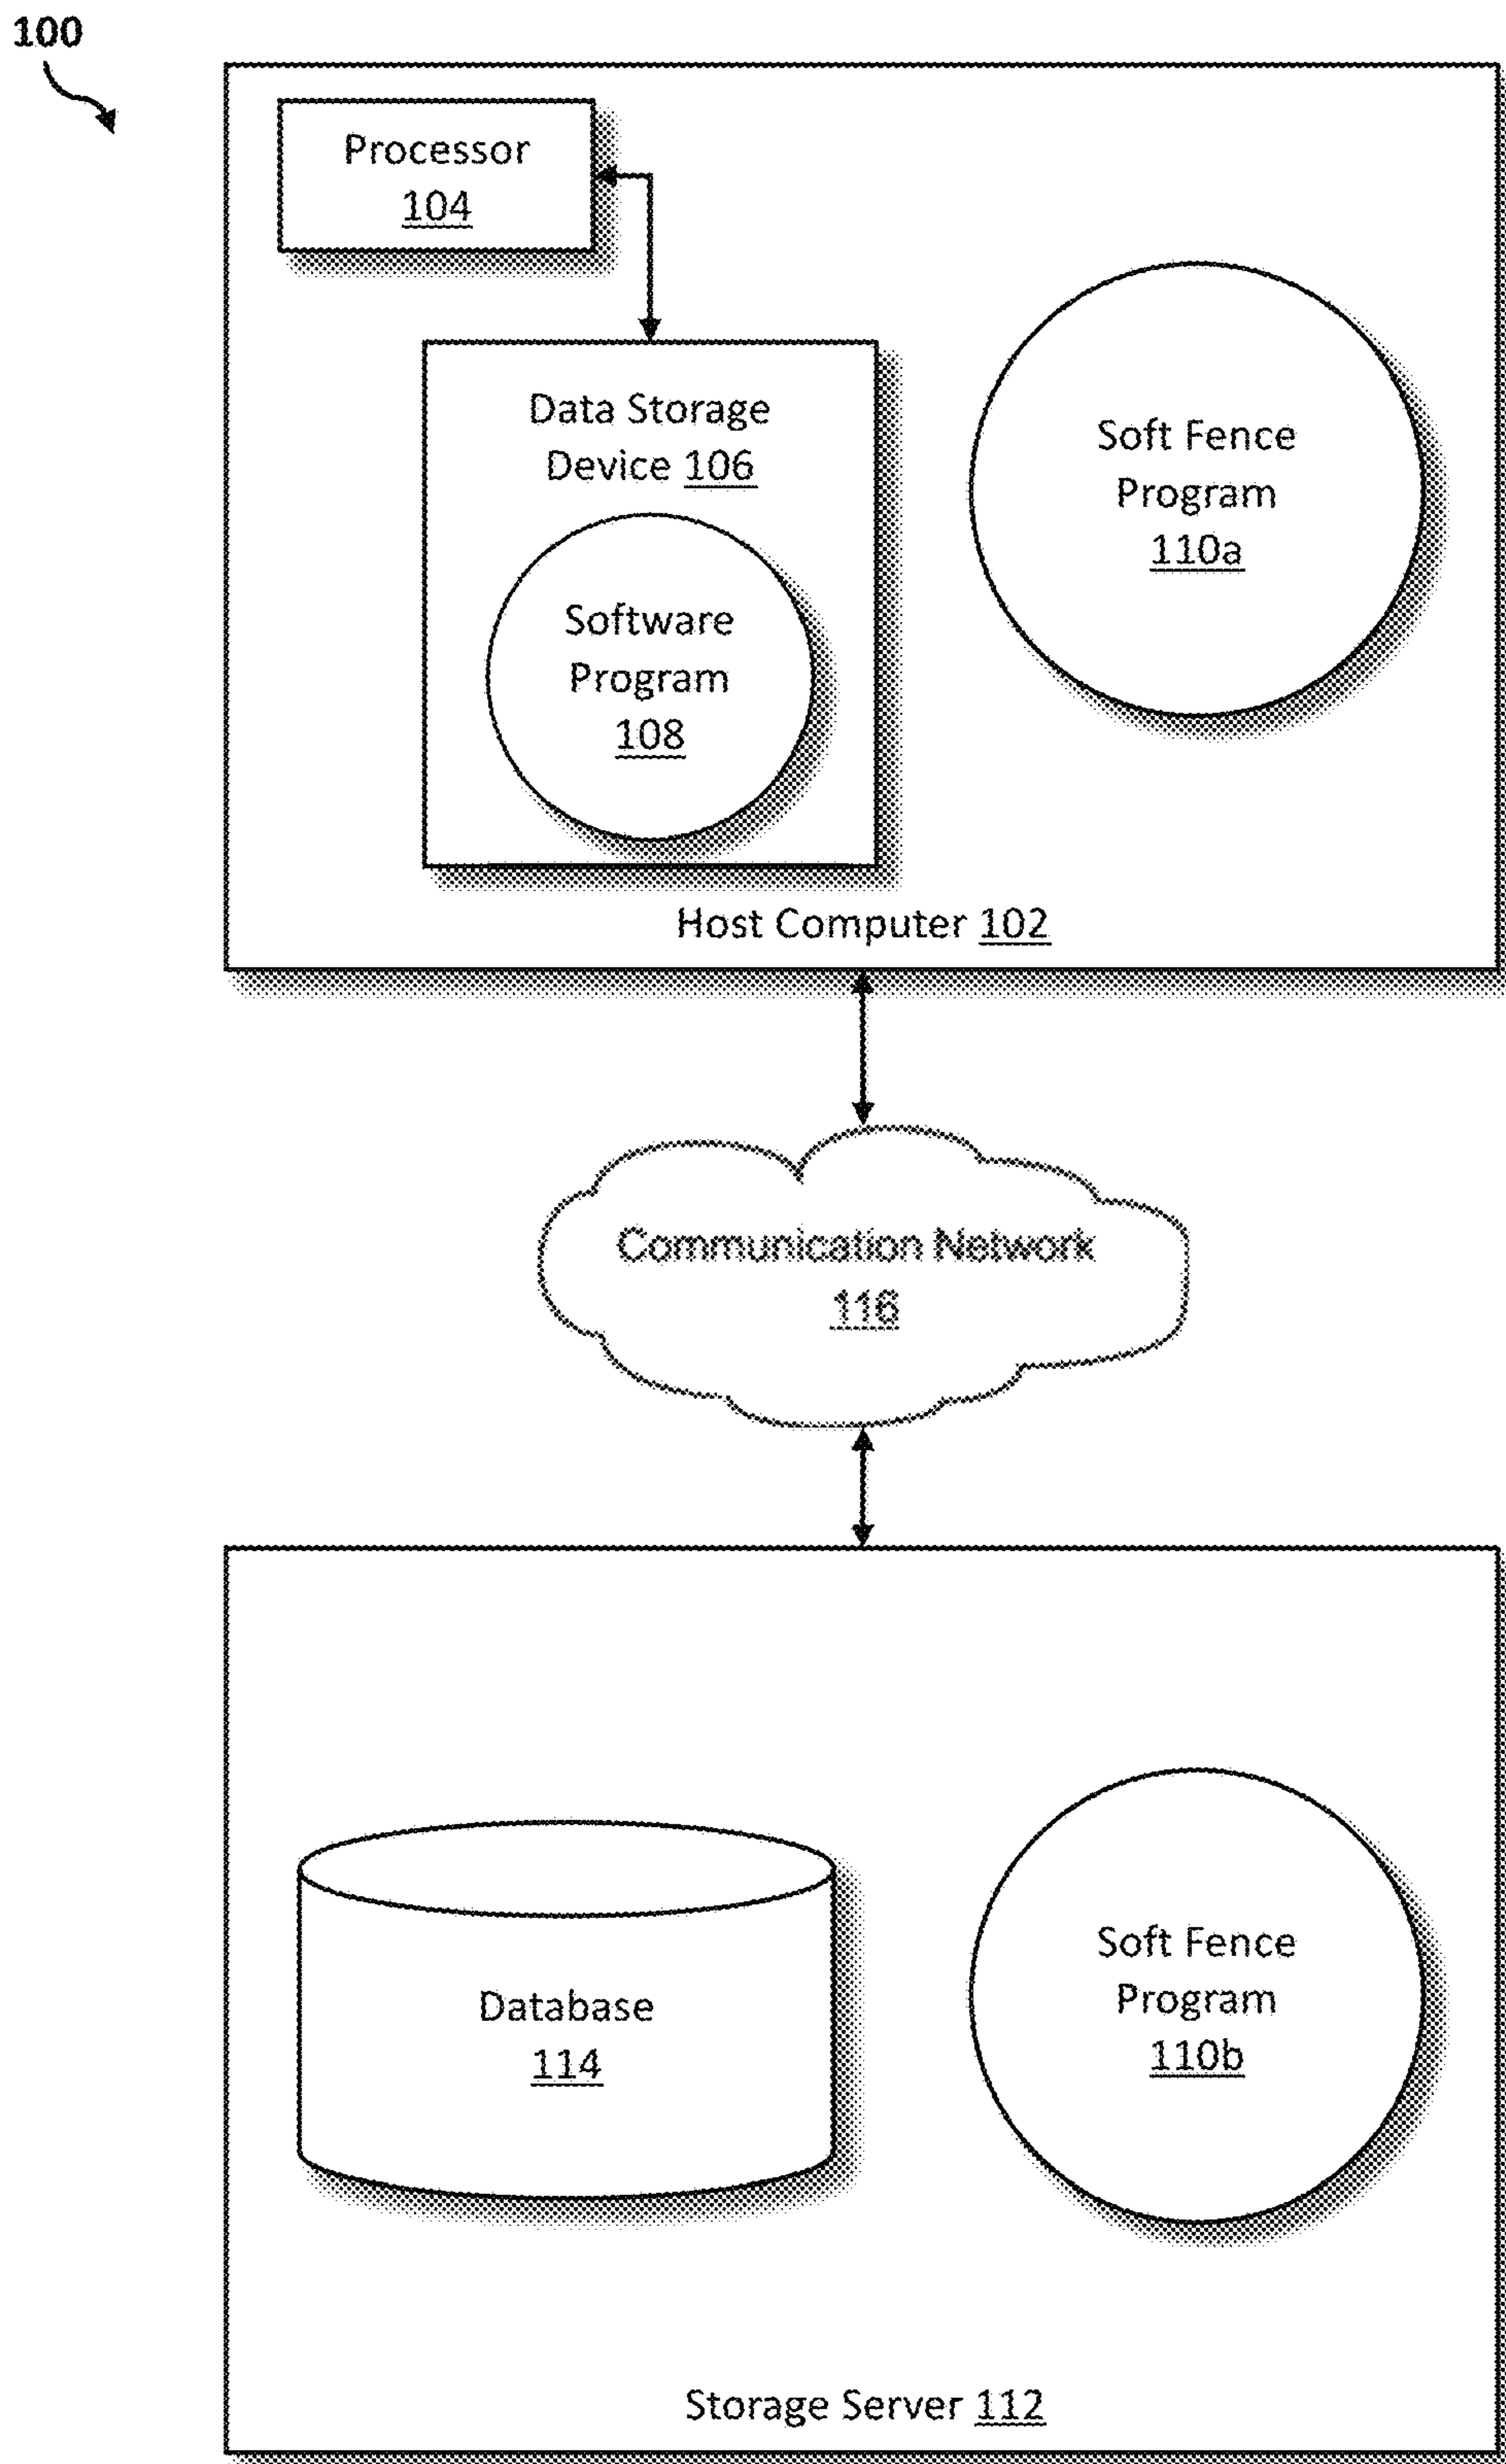 100
Processor
104
Data Storage
Device 106
Software
Program
108
Soft Fence
Program
110a
Host Computer 102
Communication Network
116
Database
114
Soft Fence
Program
110b
Storage Server 112